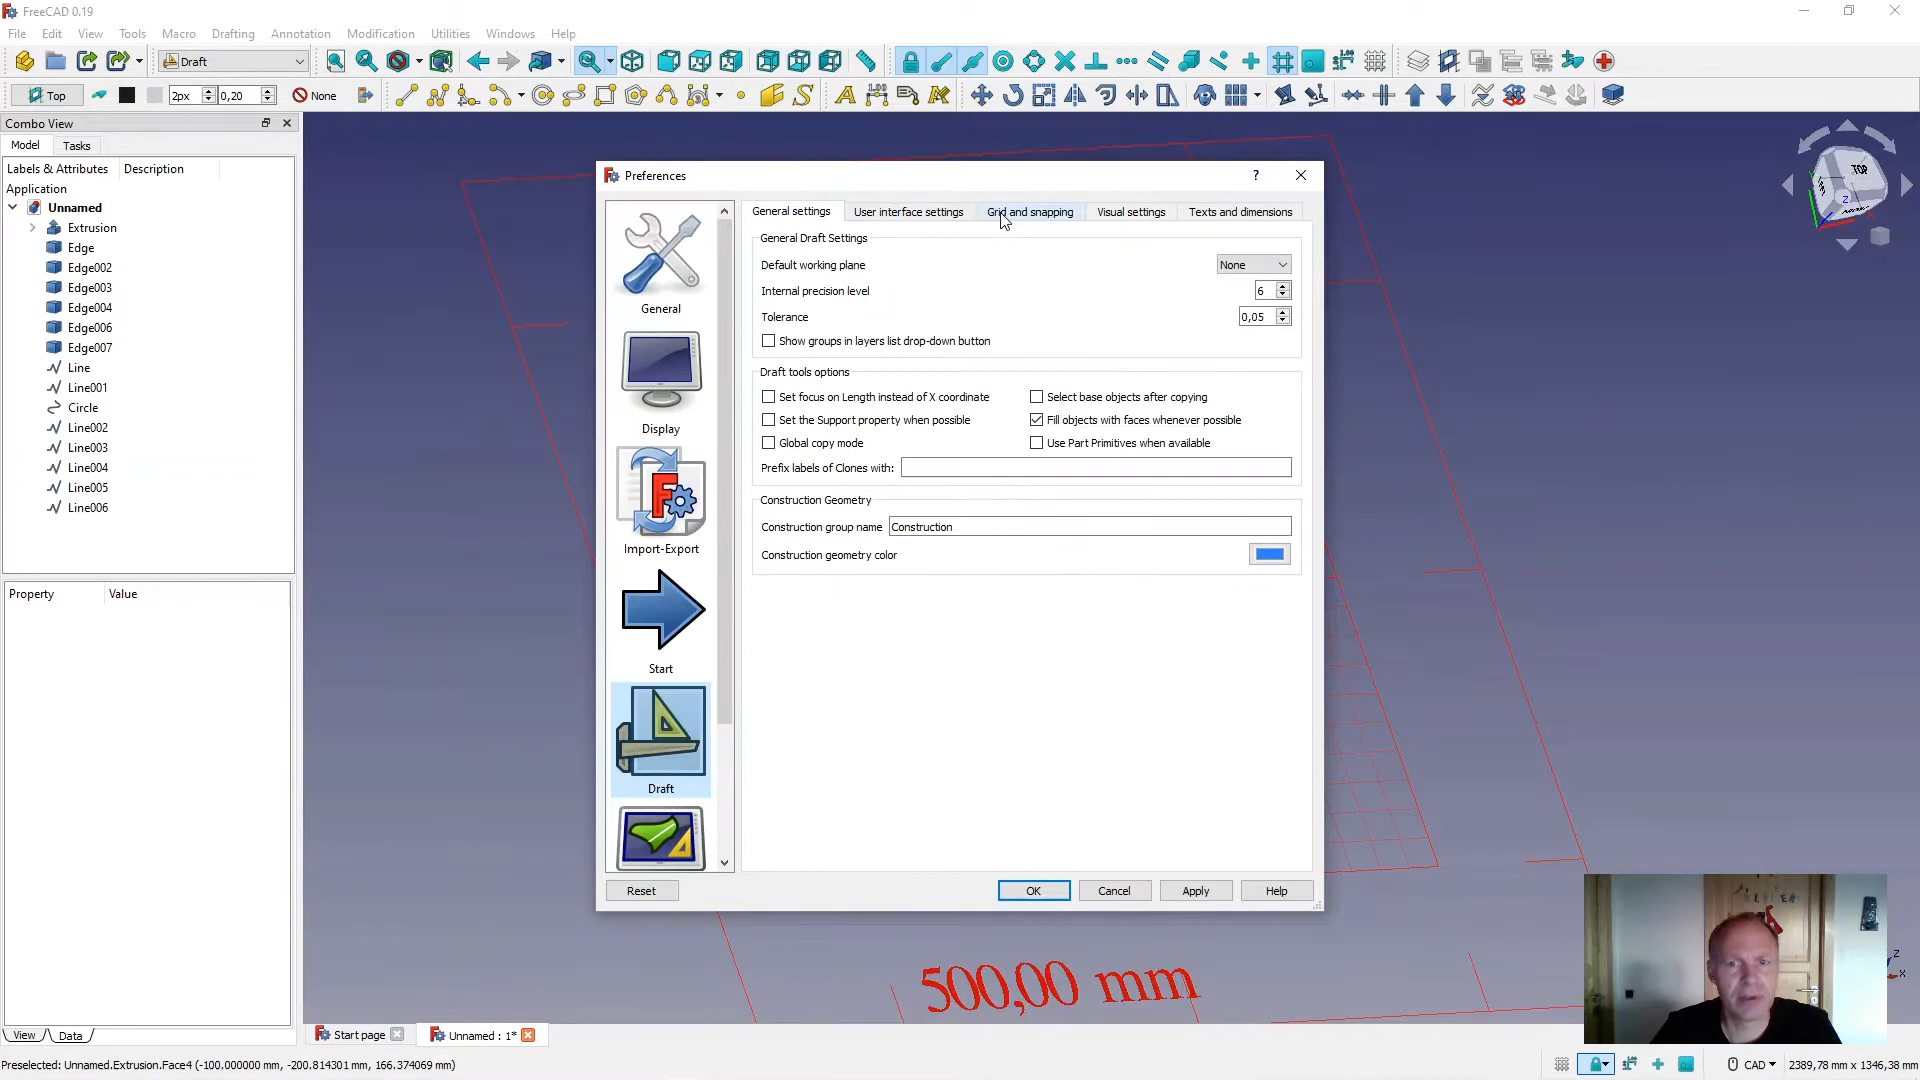 FreeCAD 0.19
File Edit View Tools Macro Drafting Annotation Modification Utilities Windows Help
Draft
Top 2px 0,20 None
Combo View
Model Tasks
Labels & Attributes Description
Application
Unnamed
Extrusion
Edge
Edge002
Edge003
Edge004
Edge006
Edge007
Line
Line001
Circle
Line002
Line003
Line004
Line005
Line006
Property Value
View Data
Preferences
General
Display
Import-Export
Start
Draft
General settings User interface settings Grid and snapping Visual settings Texts and dimensions
General Draft Settings
Default working plane None
Internal precision level 6
Tolerance 0,05
Show groups in layers list drop-down button
Draft tools options
Set focus on Length instead of X coordinate Select base objects after copying
Set the Support property when possible Fill objects with faces whenever possible
Global copy mode Use Part Primitives when available
Prefix labels of Clones with:
Construction Geometry
Construction group name Construction
Construction geometry color
Reset OK Cancel Apply Help
TOP
Z
500,00 mm
Z
X
Start page Unnamed : 1*
Preselected: Unnamed.Extrusion.Face4 (-100.000000 mm, -200.814301 mm, 166.374069 mm) CAD 2389,78 mm x 1346,38 mm